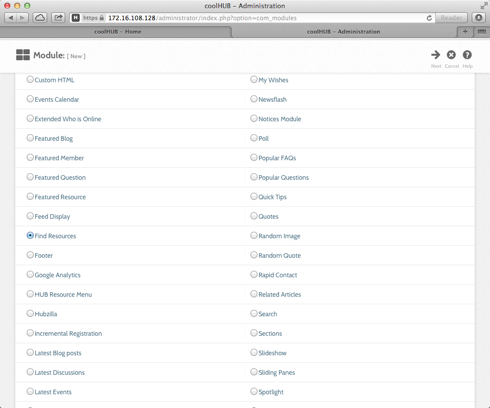 coolHUB – Administration
https 172.16.108.128/administrator/index.php?option=com_modules
Reader
coolHUB – Home
coolHUB – Administration
Module: [ New ]
Next Cancel Help
Custom HTML
My Wishes
Events Calendar
Newsflash
Extended Who is Online
Notices Module
Featured Blog
Poll
Featured Member
Popular FAQs
Featured Question
Popular Questions
Featured Resource
Quick Tips
Feed Display
Quotes
Find Resources
Random Image
Footer
Random Quote
Google Analytics
Rapid Contact
HUB Resource Menu
Related Articles
Hubzilla
Search
Incremental Registration
Sections
Latest Blog posts
Slideshow
Latest Discussions
Sliding Panes
Latest Events
Spotlight